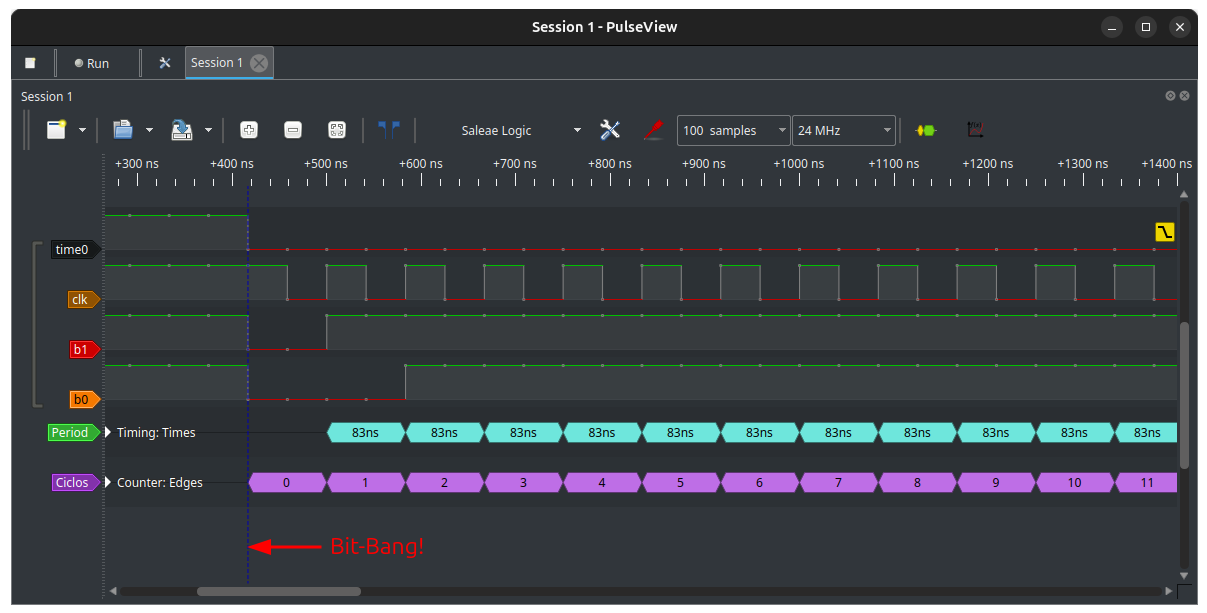 Session 1 - PulseView
Run
Session 1
Session 1
Saleae Logic
100 samples
24 MHz
+300 ns +400 ns +500 ns +600 ns +700 ns +800 ns +900 ns +1000 ns +1100 ns +1200 ns +1300 ns +1400 ns
time0
clk
b1
b0
Period Timing: Times 83ns 83ns 83ns 83ns 83ns 83ns 83ns 83ns 83ns 83ns 83ns
Ciclos Counter: Edges 0 1 2 3 4 5 6 7 8 9 10 11
Bit-Bang!